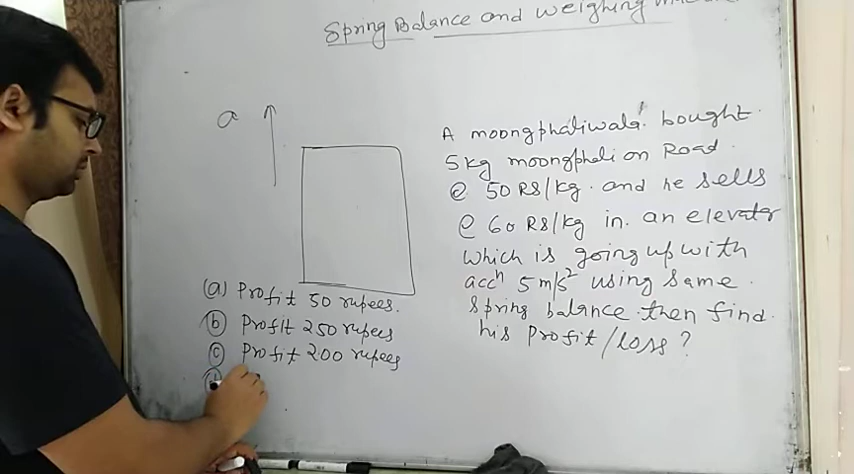 Spring Balance and Weighing
a
A moongphaliwala bought
5kg moongphali on Road.
@ 50 RS/kg. and he sells
@ 60 RS/kg in. an elevator
which is going up with
accⁿ 5 m/s² using same.
spring balance then find.
his Profit/loss?
(a) Profit 50 rupees.
(b) Profit 250 rupees
(c) Profit 200 rupees